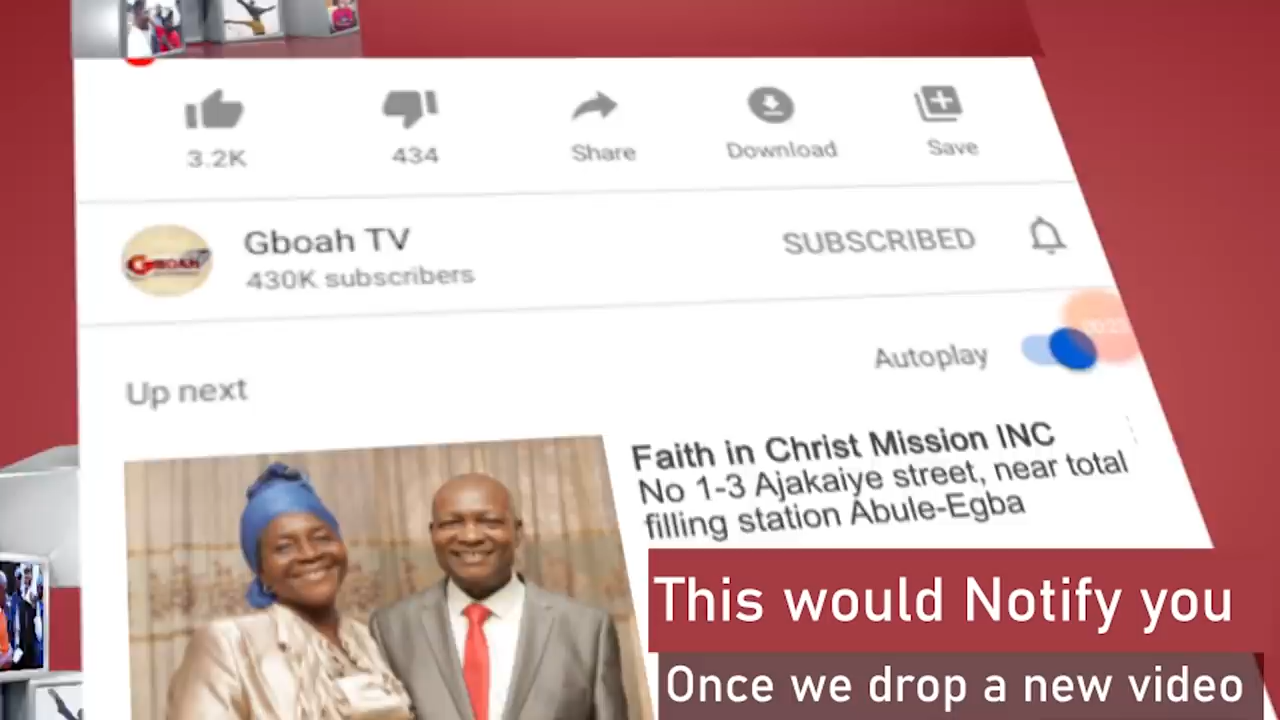 3.2K
434
Share
Download
Save
GBOAH
Gboah TV
430K subscribers
SUBSCRIBED
Autoplay
Up next
Faith in Christ Mission INC
No 1-3 Ajakaiye street, near total
filling station Abule-Egba
This would Notify you
Once we drop a new video